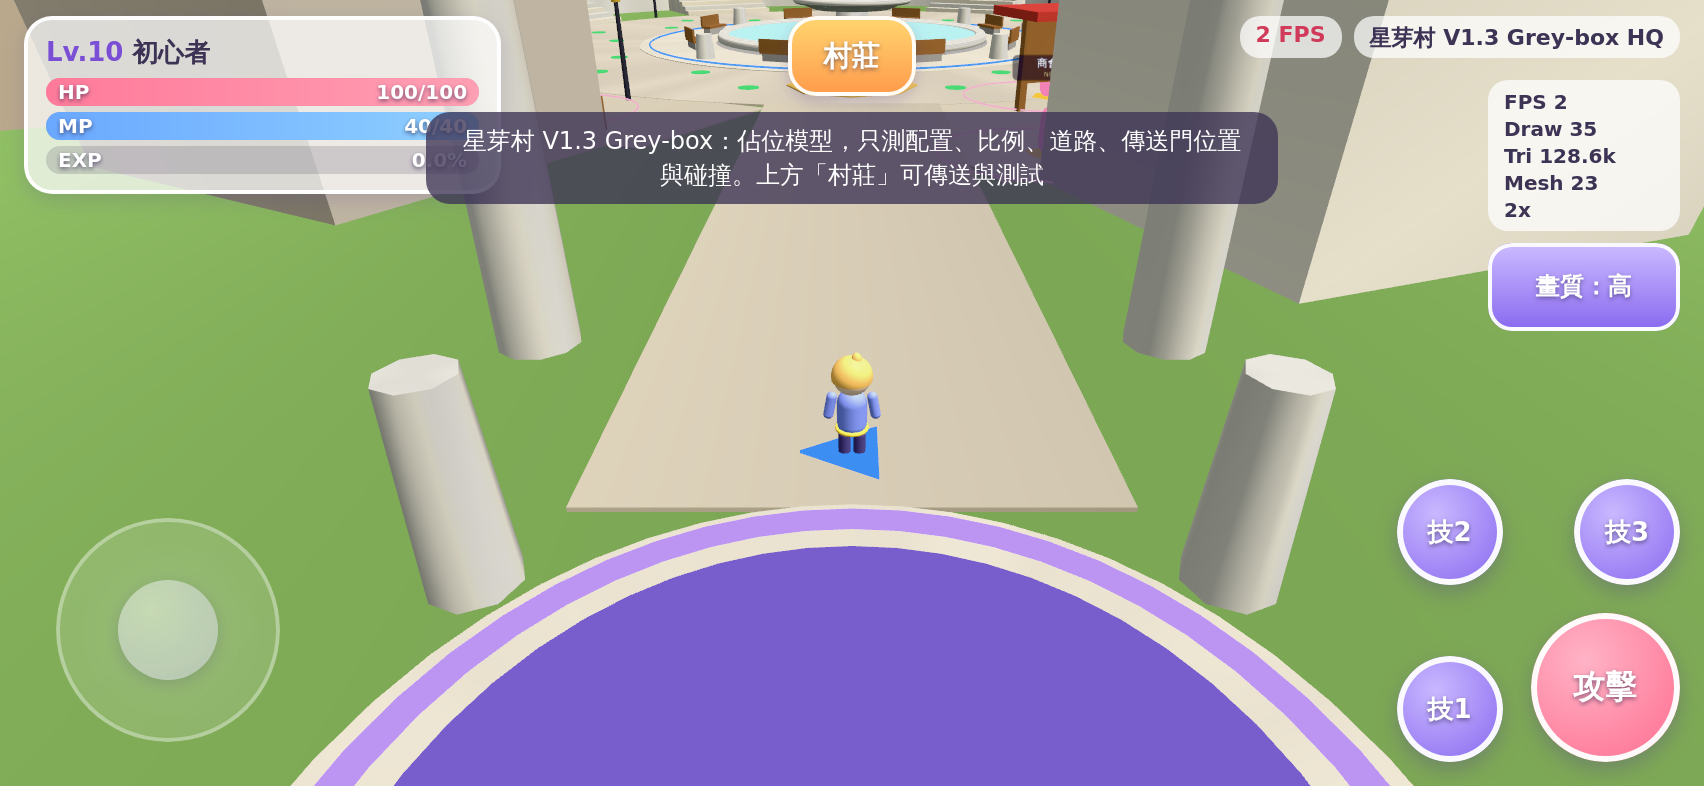 Lv.10 初心者
HP 100/100
MP 40/40
EXP 0.0%
村莊
2 FPS
星芽村 V1.3 Grey-box HQ
星芽村 V1.3 Grey-box：佔位模型，只測配置、比例、道路、傳送門位置
與碰撞。上方「村莊」可傳送與測試
FPS 2
Draw 35
Tri 128.6k
Mesh 23
2x
畫質：高
技2
技3
技1
攻擊